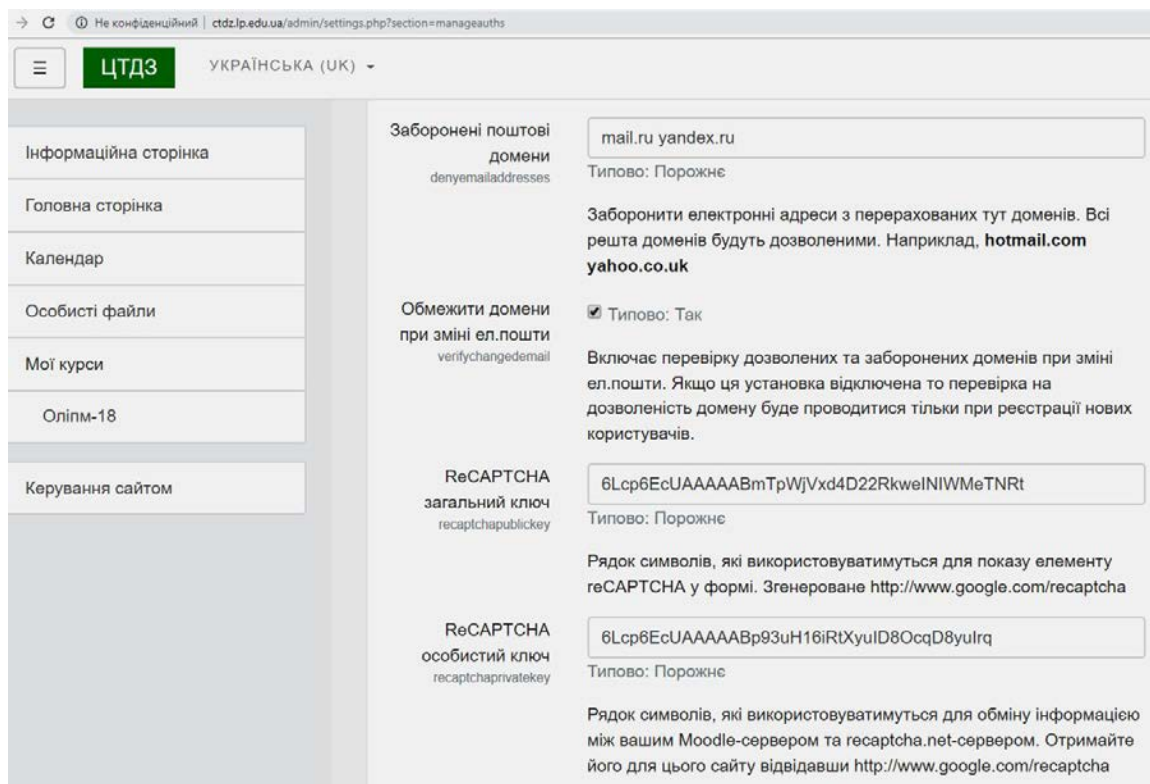 Не конфіденційний | ctdz.lp.edu.ua/admin/settings.php?section=manageauths
ЦТДЗ УКРАЇНСЬКА (UK)
Інформаційна сторінка
Головна сторінка
Календар
Особисті файли
Мої курси
Оліпм-18
Керування сайтом
Заборонені поштові
домени
denyemailaddresses
mail.ru yandex.ru
Типово: Порожнє
Заборонити електронні адреси з перерахованих тут доменів. Всі
решта доменів будуть дозволеними. Наприклад, hotmail.com
yahoo.co.uk
Обмежити домени
при зміні ел.пошти
verifychangedemail
Типово: Так
Включає перевірку дозволених та заборонених доменів при зміні
ел.пошти. Якщо ця установка відключена то перевірка на
дозволеність домену буде проводитися тільки при реєстрації нових
користувачів.
ReCAPTCHA
загальний ключ
recaptchapublickey
6Lcp6EcUAAAAABmTpWjVxd4D22RkweINIWMeTNRt
Типово: Порожнє
Рядок символів, які використовуватимуться для показу елементу
reCAPTCHA у формі. Згенероване http://www.google.com/recaptcha
ReCAPTCHA
особистий ключ
recaptchaprivatekey
6Lcp6EcUAAAAABp93uH16iRtXyuID8OcqD8yuIrq
Типово: Порожнє
Рядок символів, які використовуватимуться для обміну інформацією
між вашим Moodle-сервером та recaptcha.net-сервером. Отримайте
його для цього сайту відвідавши http://www.google.com/recaptcha